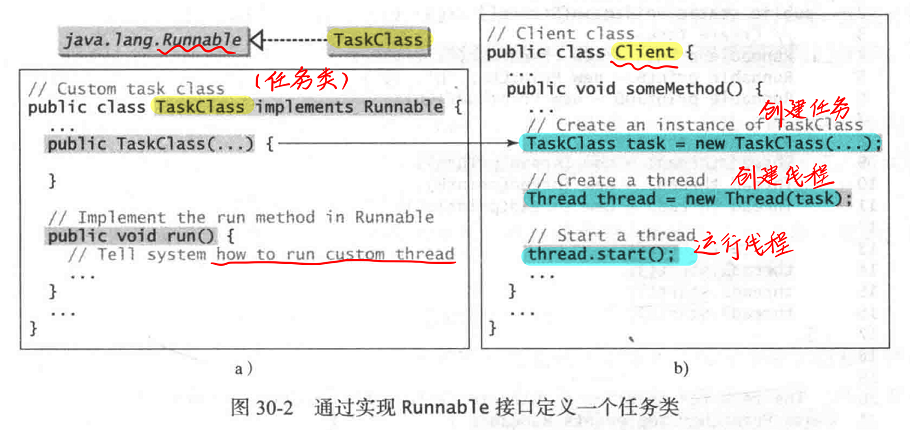 java.lang.Runnable
TaskClass
(任务类)
// Custom task class
public class TaskClass implements Runnable {
...
public TaskClass(...) {
}
// Implement the run method in Runnable
public void run() {
// Tell system how to run custom thread
...
}
...
}
a)
// Client class
public class Client {
...
public void someMethod() {
...
创建任务
// Create an instance of TaskClass
TaskClass task = new TaskClass(...);
// Create a thread
创建线程
Thread thread = new Thread(task);
// Start a thread
thread.start();
运行线程
...
}
...
}
b)
图 30-2 通过实现 Runnable 接口定义一个任务类